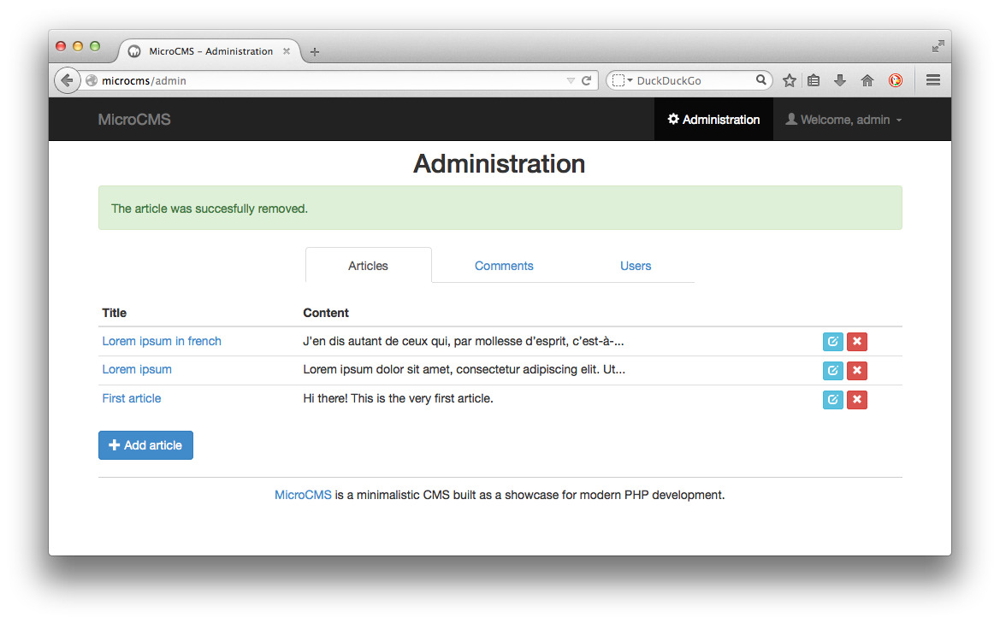 MicroCMS - Administration
microcms/admin
DuckDuckGo
MicroCMS
Administration
Welcome, admin
Administration
The article was succesfully removed.
Articles
Comments
Users
Title
Content
Lorem ipsum in french
J’en dis autant de ceux qui, par mollesse d’esprit, c’est-à-...
Lorem ipsum
Lorem ipsum dolor sit amet, consectetur adipiscing elit. Ut...
First article
Hi there! This is the very first article.
Add article
MicroCMS is a minimalistic CMS built as a showcase for modern PHP development.